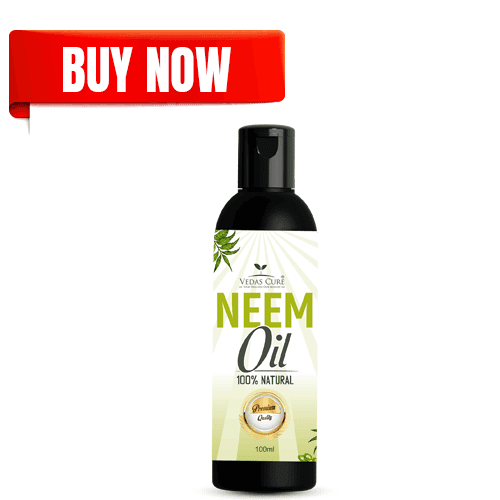 BUY NOW
VEDAS CURE®
NEEM
Oil
100% NATURAL
Premium
Quality
100ml